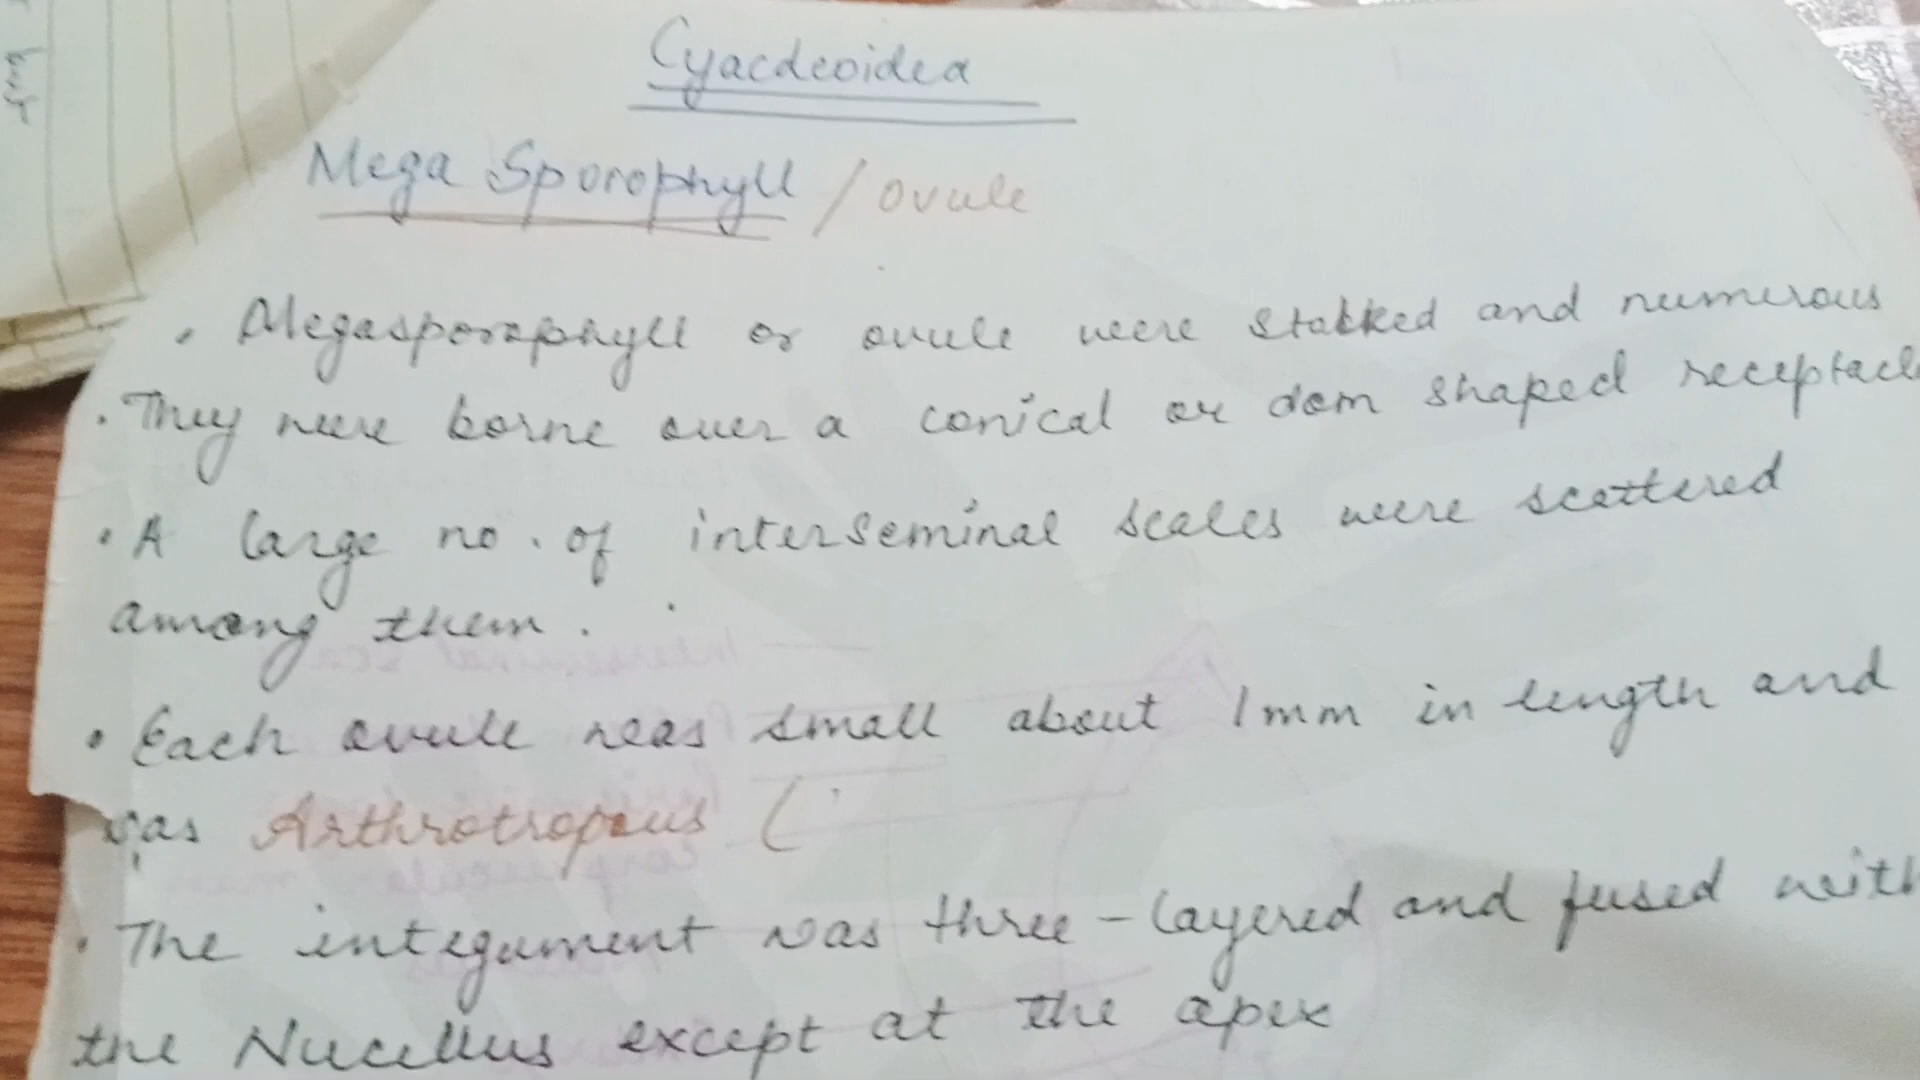 Cyacdeoidea
Mega Sporophyll / ovule
. Megasporophyll or ovule were stalked and numerous
. They were borne over a conical or dom shaped receptacl
. A large no. of interseminal scales were scattered
among them.
. Each ovule was small about 1mm in length and
was Arthrotropous (
. The integument was three-layered and fused with
the Nucellus except at the apex